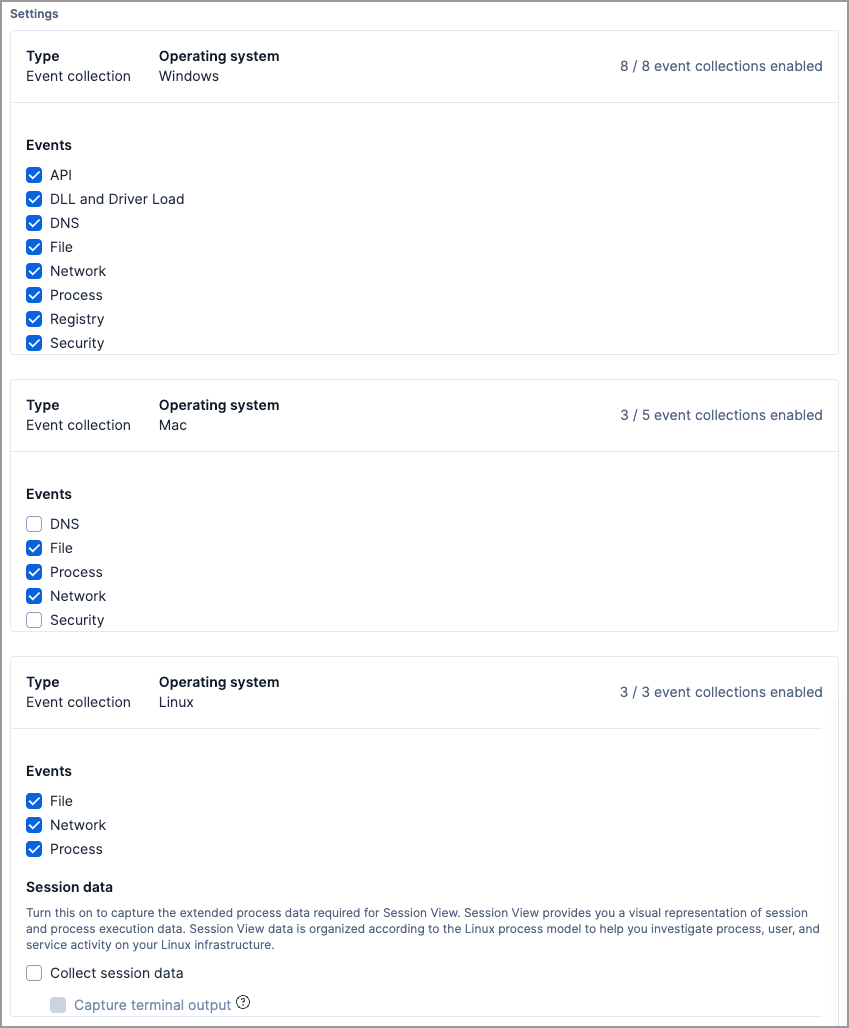 Settings
Type Operating system
Event collection Windows 8 / 8 event collections enabled
Events
API
DLL and Driver Load
DNS
File
Network
Process
Registry
Security
Type Operating system
Event collection Mac 3 / 5 event collections enabled
Events
DNS
File
Process
Network
Security
Type Operating system
Event collection Linux 3 / 3 event collections enabled
Events
File
Network
Process
Session data
Turn this on to capture the extended process data required for Session View. Session View provides you a visual representation of session
and process execution data. Session View data is organized according to the Linux process model to help you investigate process, user, and
service activity on your Linux infrastructure.
Collect session data
Capture terminal output ?